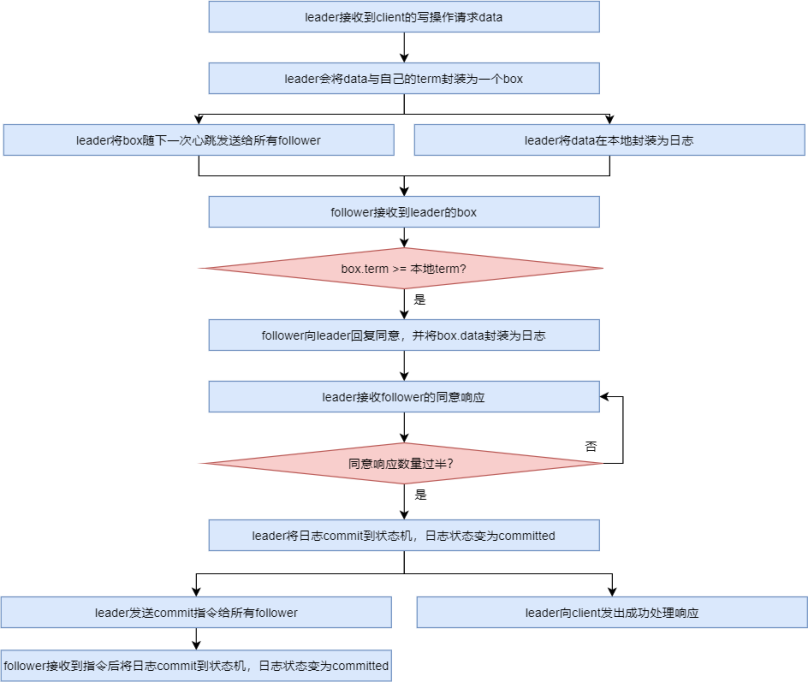 leader接收到client的写操作请求data
leader会将data与自己的term封装为一个box
leader将box随下一次心跳发送给所有follower
leader将data在本地封装为日志
follower接收到leader的box
box.term >= 本地term?
是
follower向leader回复同意，并将box.data封装为日志
leader接收follower的同意响应
否
同意响应数量过半?
是
leader将日志commit到状态机，日志状态变为committed
leader发送commit指令给所有follower
leader向client发出成功处理响应
follower接收到指令后将日志commit到状态机，日志状态变为committed